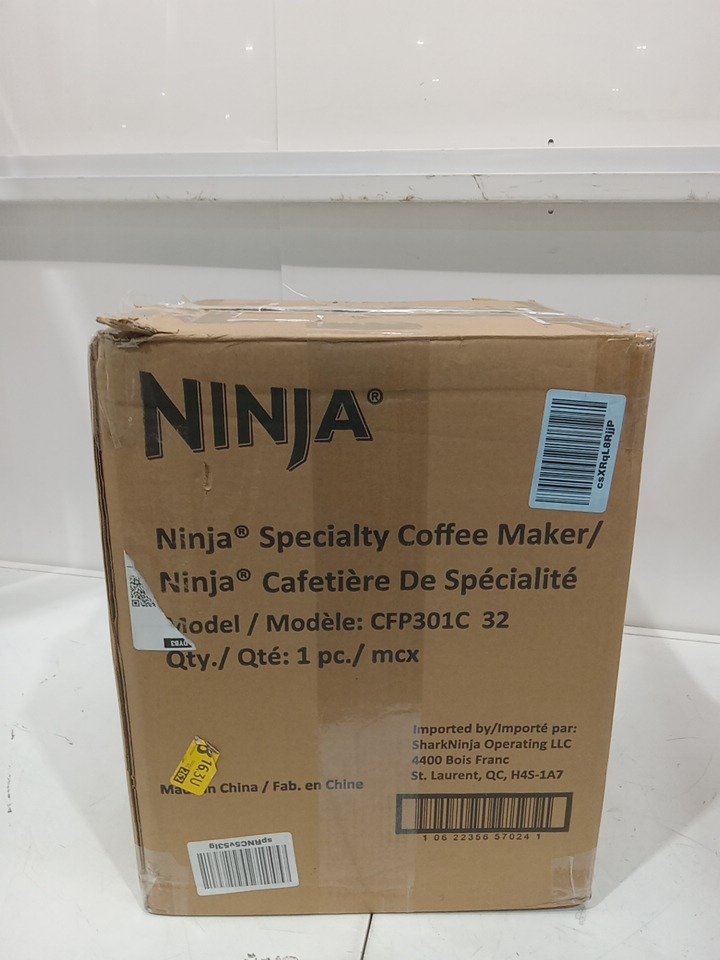 NINJA®
csXRqL8RjjP
Ninja® Specialty Coffee Maker/
Ninja® Cafetière De Spécialité
Model / Modèle: CFP301C 32
Qty./ Qté: 1 pc./ mcx
Imported by/Importé par:
SharkNinja Operating LLC
4400 Bois Franc
St. Laurent, QC, H4S-1A7
Made in China / Fab. en Chine
1 06 22356 57024 1
spRNC5v53Ig